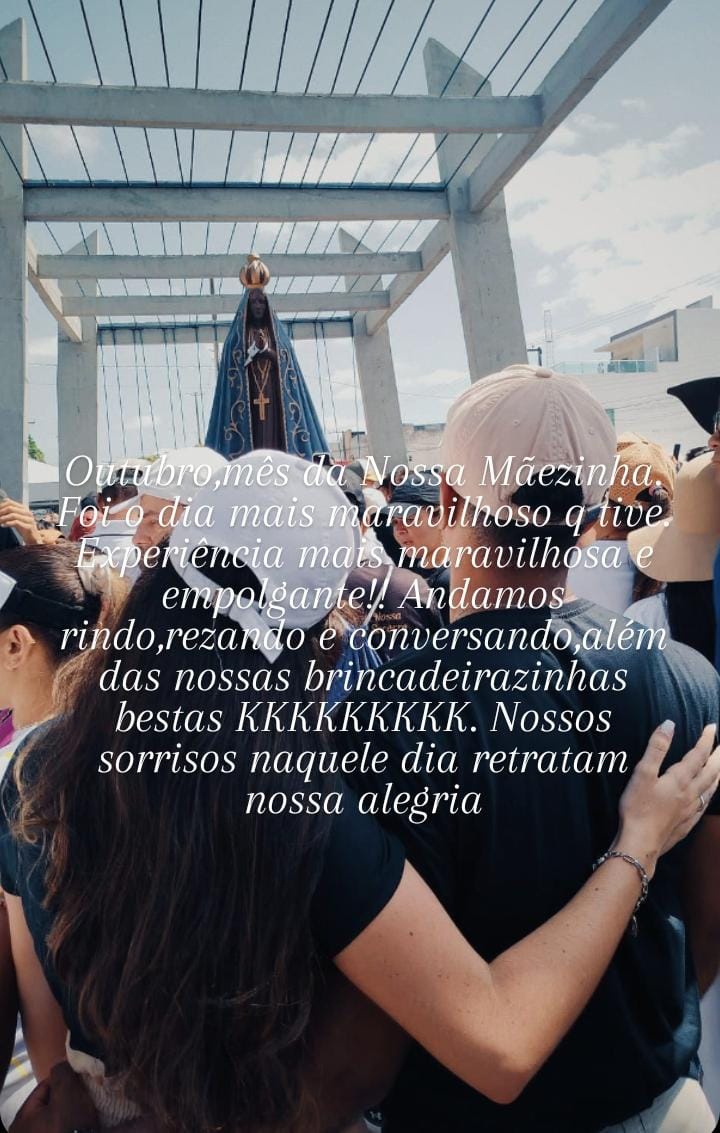 Outubro,mês da Nossa Mãezinha.
Foi o dia mais maravilhoso q tive.
Experiência mais maravilhosa e
empolgante!! Andamos
rindo,rezando e conversando,além
das nossas brincadeirazinhas
bestas KKKKKKKKK. Nossos
sorrisos naquele dia retratam
nossa alegria
Nossa